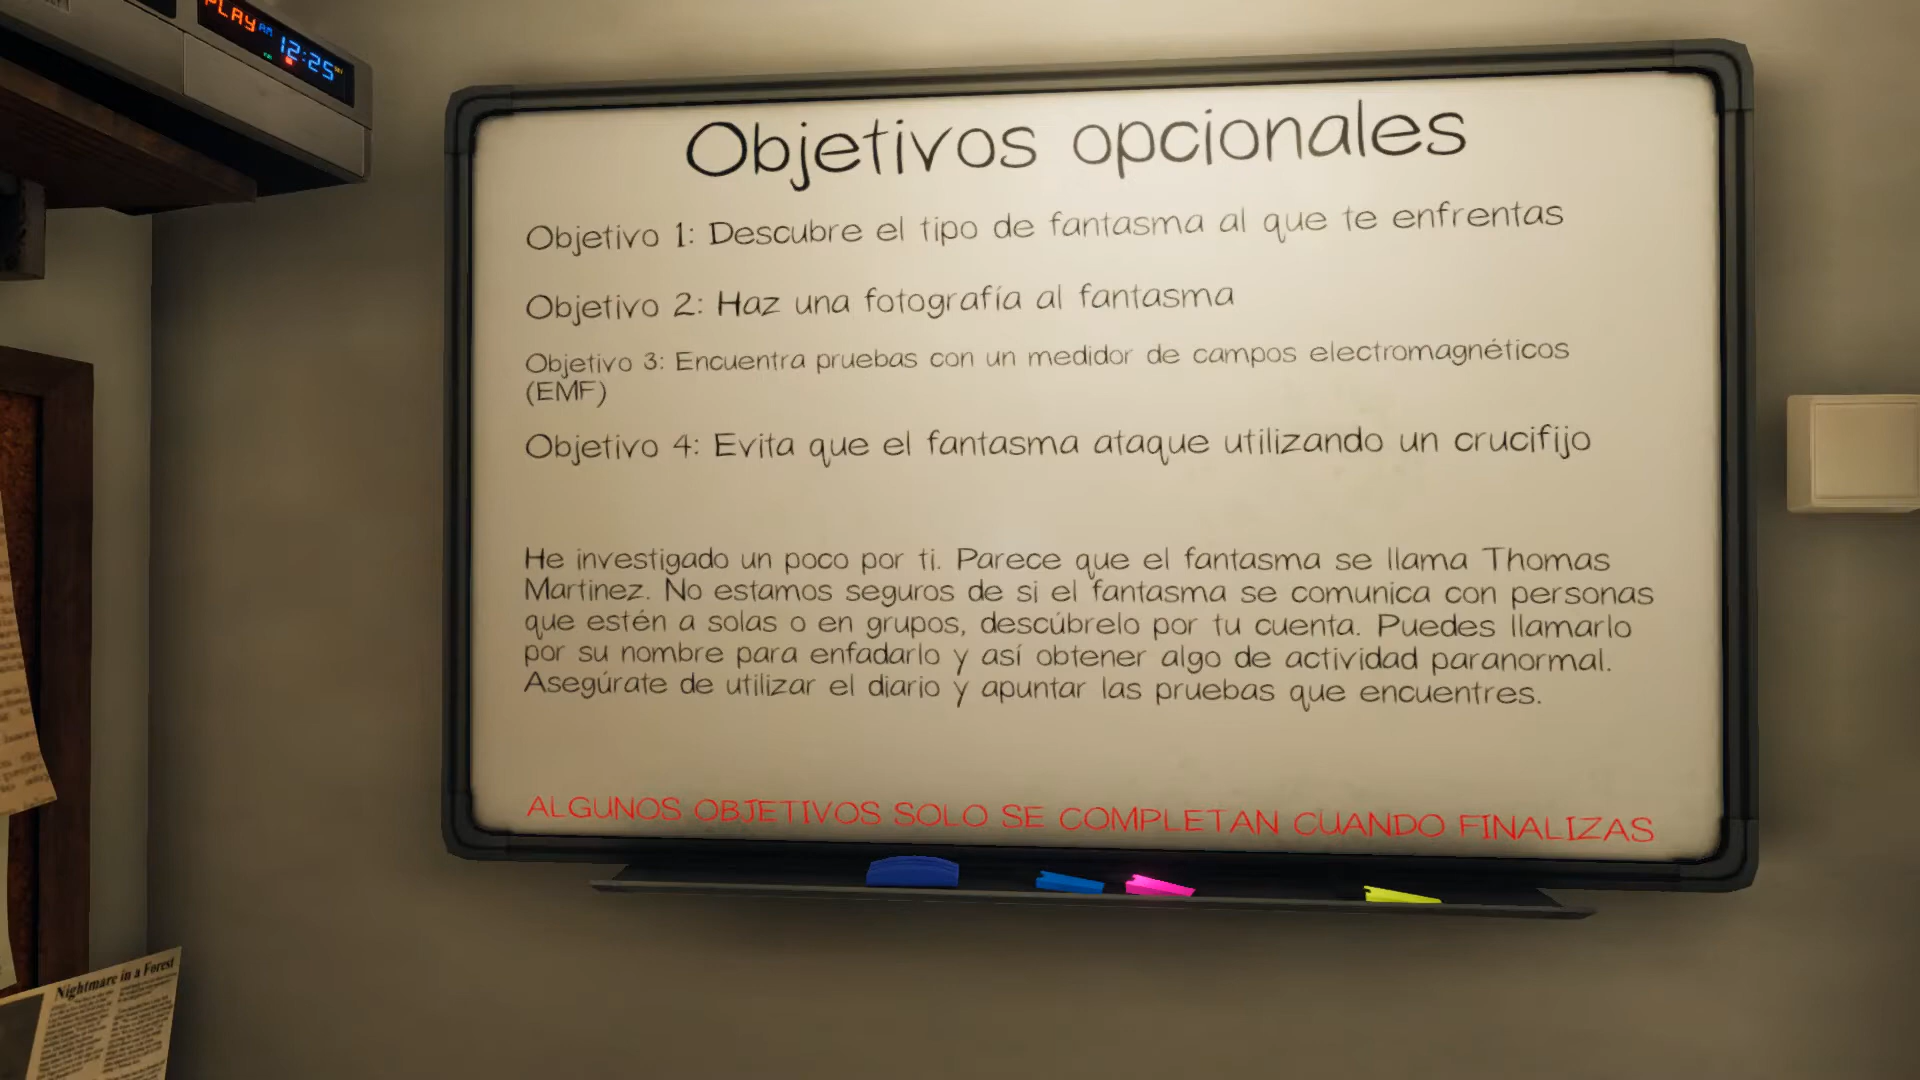 PLAY AM 12:25
Objetivos opcionales
Objetivo 1: Descubre el tipo de fantasma al que te enfrentas
Objetivo 2: Haz una fotografía al fantasma
Objetivo 3: Encuentra pruebas con un medidor de campos electromagnéticos
(EMF)
Objetivo 4: Evita que el fantasma ataque utilizando un crucifijo
He investigado un poco por ti. Parece que el fantasma se llama Thomas
Martinez. No estamos seguros de si el fantasma se comunica con personas
que estén a solas o en grupos, descúbrelo por tu cuenta. Puedes llamarlo
por su nombre para enfadarlo y así obtener algo de actividad paranormal.
Asegúrate de utilizar el diario y apuntar las pruebas que encuentres.
ALGUNOS OBJETIVOS SOLO SE COMPLETAN CUANDO FINALIZAS
Nightmare in a Forest